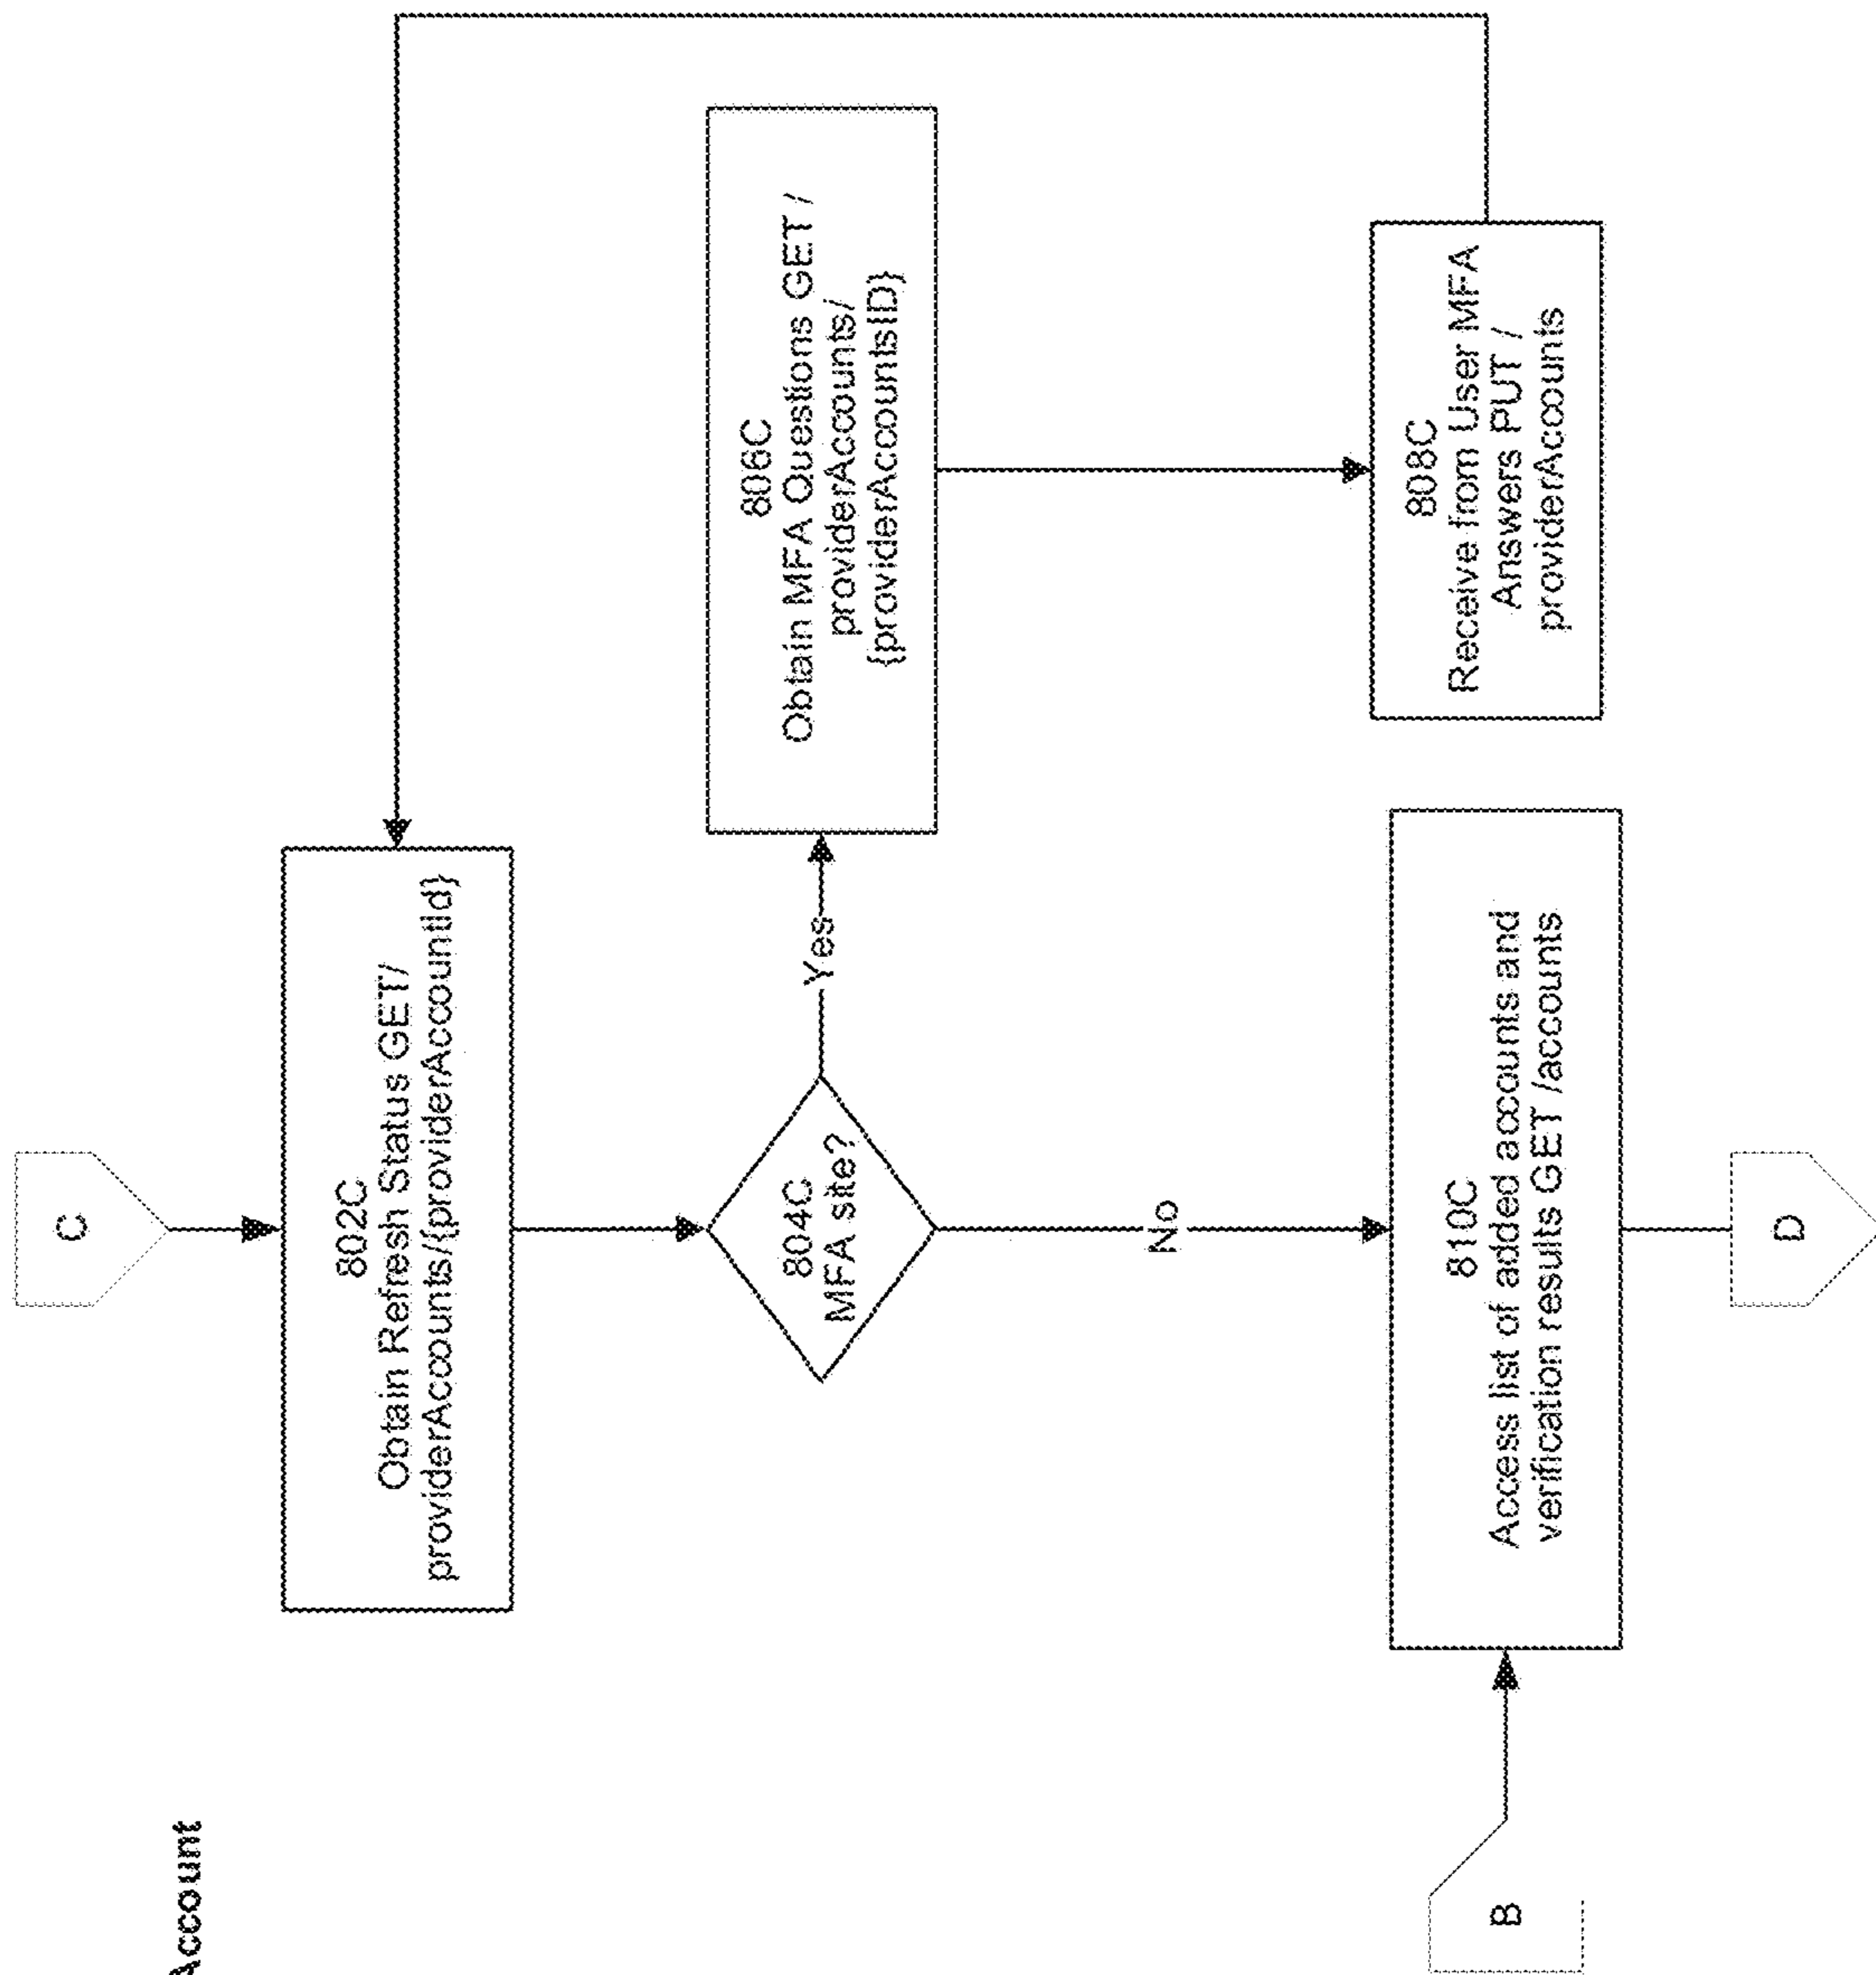 Account
C
802C
Obtain Refresh Status GET/
providerAccounts/{providerAccountId}
804C
MFA site?
Yes
806C
Obtain MFA Questions GET /
providerAccounts/
{providerAccountsID}
808C
Receive from User MFA
Answers PUT /
providerAccounts
No
B
810C
Access list of added accounts and
verification results GET /accounts
D